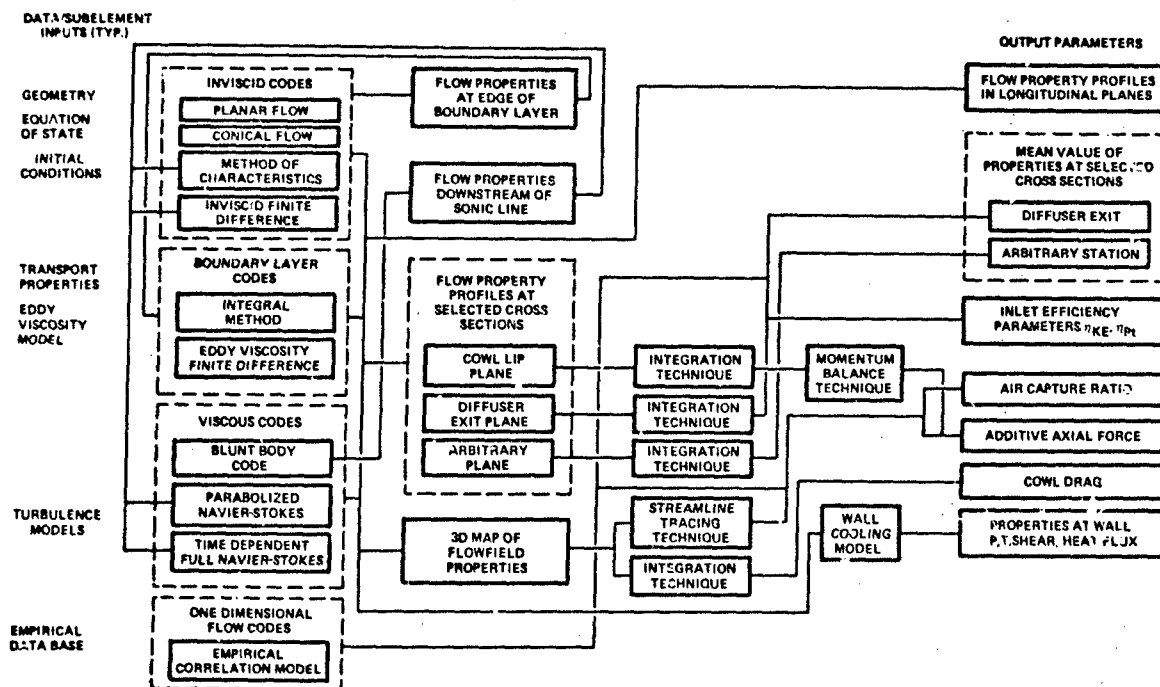 DATA/SUBELEMENT
INPUTS (TYP.)
GEOMETRY
EQUATION
OF STATE
INITIAL
CONDITIONS
TRANSPORT
PROPERTIES
EDDY
VISCOSITY
MODEL
TURBULENCE
MODELS
EMPIRICAL
DATA BASE
INVISCID CODES
PLANAR FLOW
CONICAL FLOW
METHOD OF
CHARACTERISTICS
INVISCID FINITE
DIFFERENCE
BOUNDARY LAYER
CODES
INTEGRAL
METHOD
EDDY VISCOSITY
FINITE DIFFERENCE
VISCOUS CODES
BLUNT BODY
CODE
PARABOLIZED
NAVIER-STOKES
TIME DEPENDENT
FULL NAVIER-STOKES
ONE DIMENSIONAL
FLOW CODES
EMPIRICAL
CORRELATION MODEL
FLOW PROPERTIES
AT EDGE OF
BOUNDARY LAYER
FLOW PROPERTIES
DOWNSTREAM OF
SONIC LINE
FLOW PROPERTY
PROFILES AT
SELECTED CROSS
SECTIONS
COWL LIP
PLANE
DIFFUSER
EXIT PLANE
ARBITRARY
PLANE
3D MAP OF
FLOWFIELD
PROPERTIES
INTEGRATION
TECHNIQUE
INTEGRATION
TECHNIQUE
INTEGRATION
TECHNIQUE
STREAMLINE
TRACING
TECHNIQUE
INTEGRATION
TECHNIQUE
MOMENTUM
BALANCE
TECHNIQUE
WALL
COOLING
MODEL
OUTPUT PARAMETERS
FLOW PROPERTY PROFILES
IN LONGITUDINAL PLANES
MEAN VALUE OF
PROPERTIES AT SELECTED
CROSS SECTIONS
DIFFUSER EXIT
ARBITRARY STATION
INLET EFFICIENCY
PARAMETERS ηKE, ηPt
AIR CAPTURE RATIO
ADDITIVE AXIAL FORCE
COWL DRAG
PROPERTIES AT WALL
P,T,SHEAR, HEAT FLUX